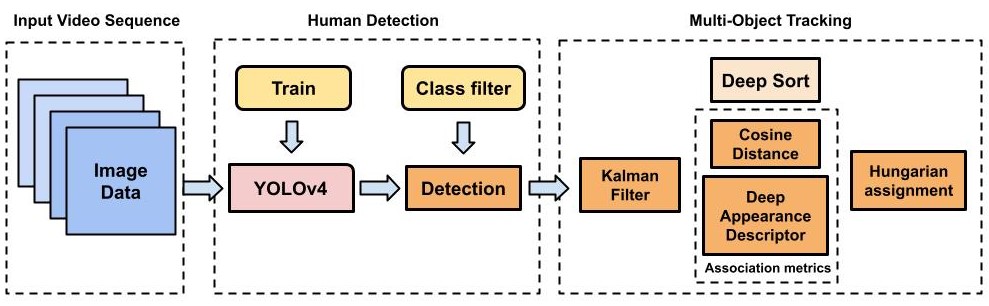 Input Video Sequence
Human Detection
Multi-Object Tracking
Image
Data
Train
Class filter
YOLOv4
Detection
Deep Sort
Kalman
Filter
Cosine
Distance
Deep
Appearance
Descriptor
Association metrics
Hungarian
assignment